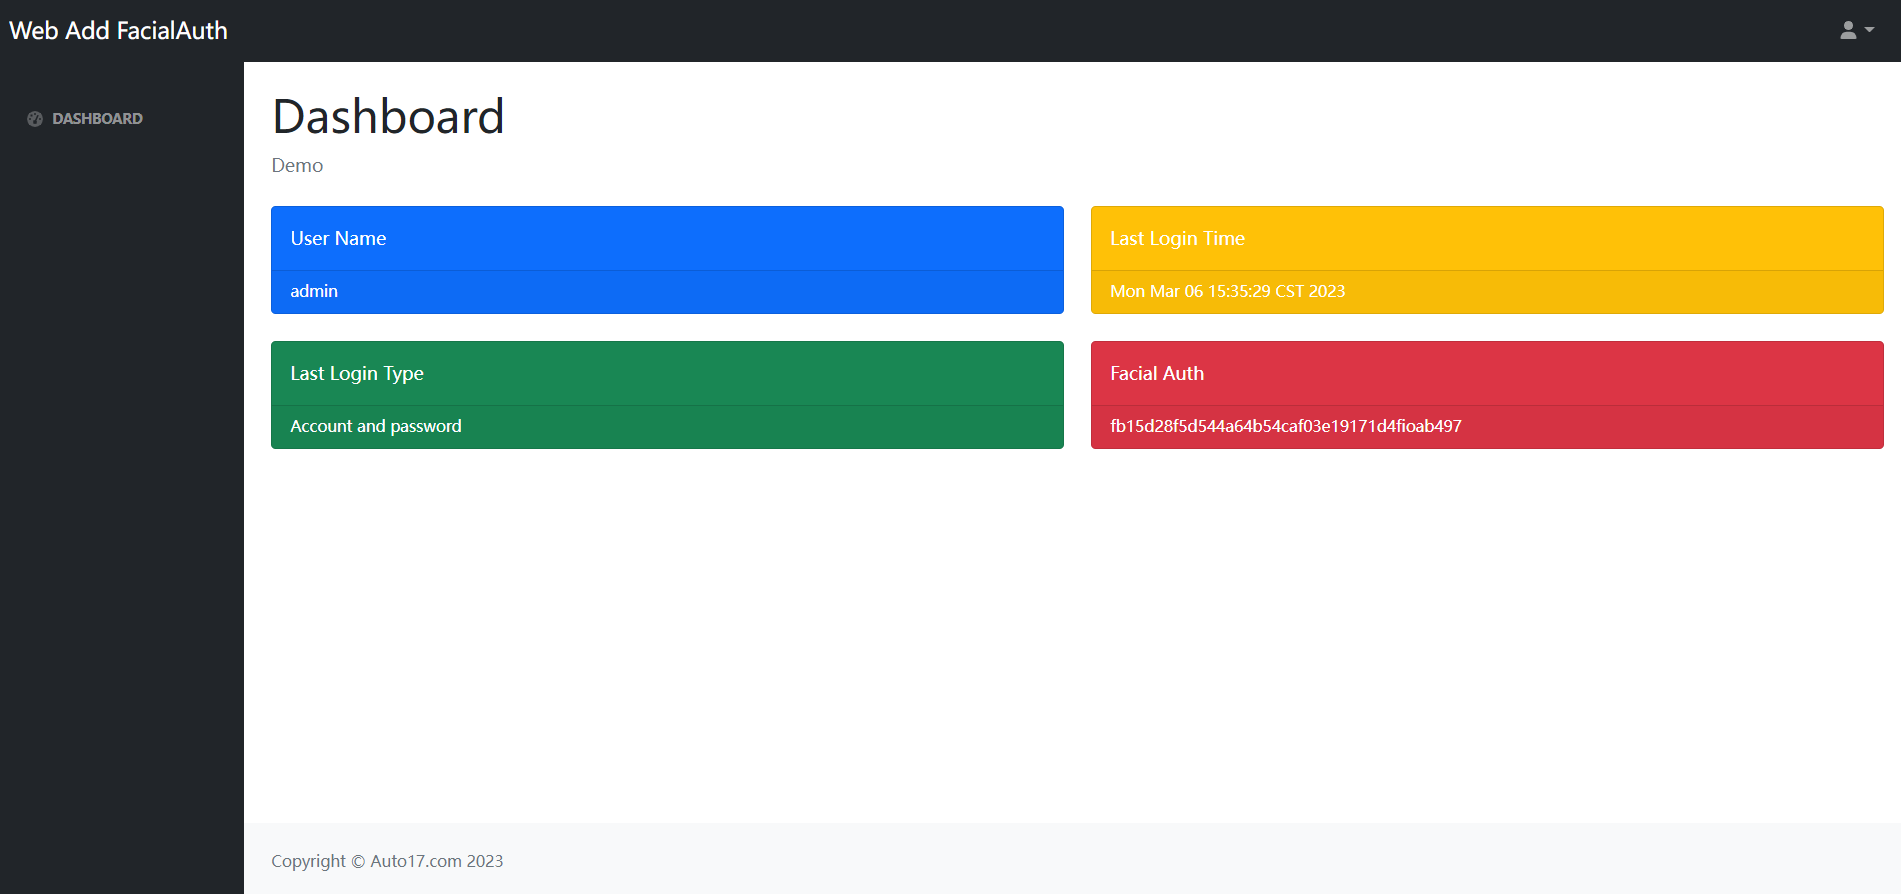 Web Add FacialAuth
DASHBOARD
Dashboard
Demo
User Name
admin
Last Login Time
Mon Mar 06 15:35:29 CST 2023
Last Login Type
Account and password
Facial Auth
fb15d28f5d544a64b54caf03e19171d4fioab497
Copyright © Auto17.com 2023